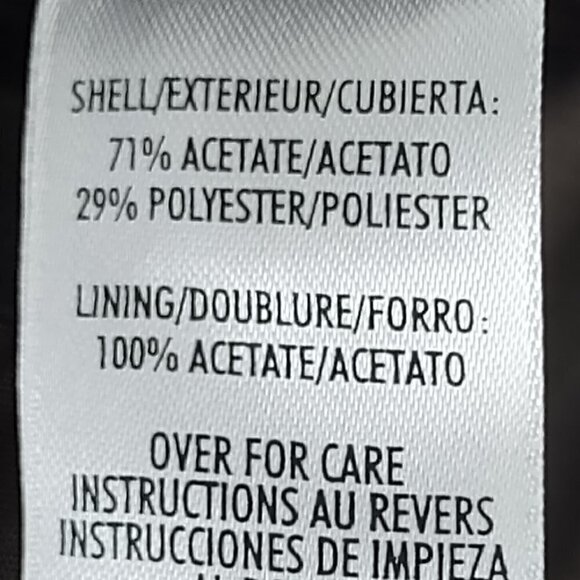 SHELL/EXTERIEUR/CUBIERTA:
71% ACETATE/ACETATO
29% POLYESTER/POLIESTER
LINING/DOUBLURE/FORRO:
100% ACETATE/ACETATO
OVER FOR CARE
INSTRUCTIONS AU REVERS
INSTRUCCIONES DE IMPIEZA